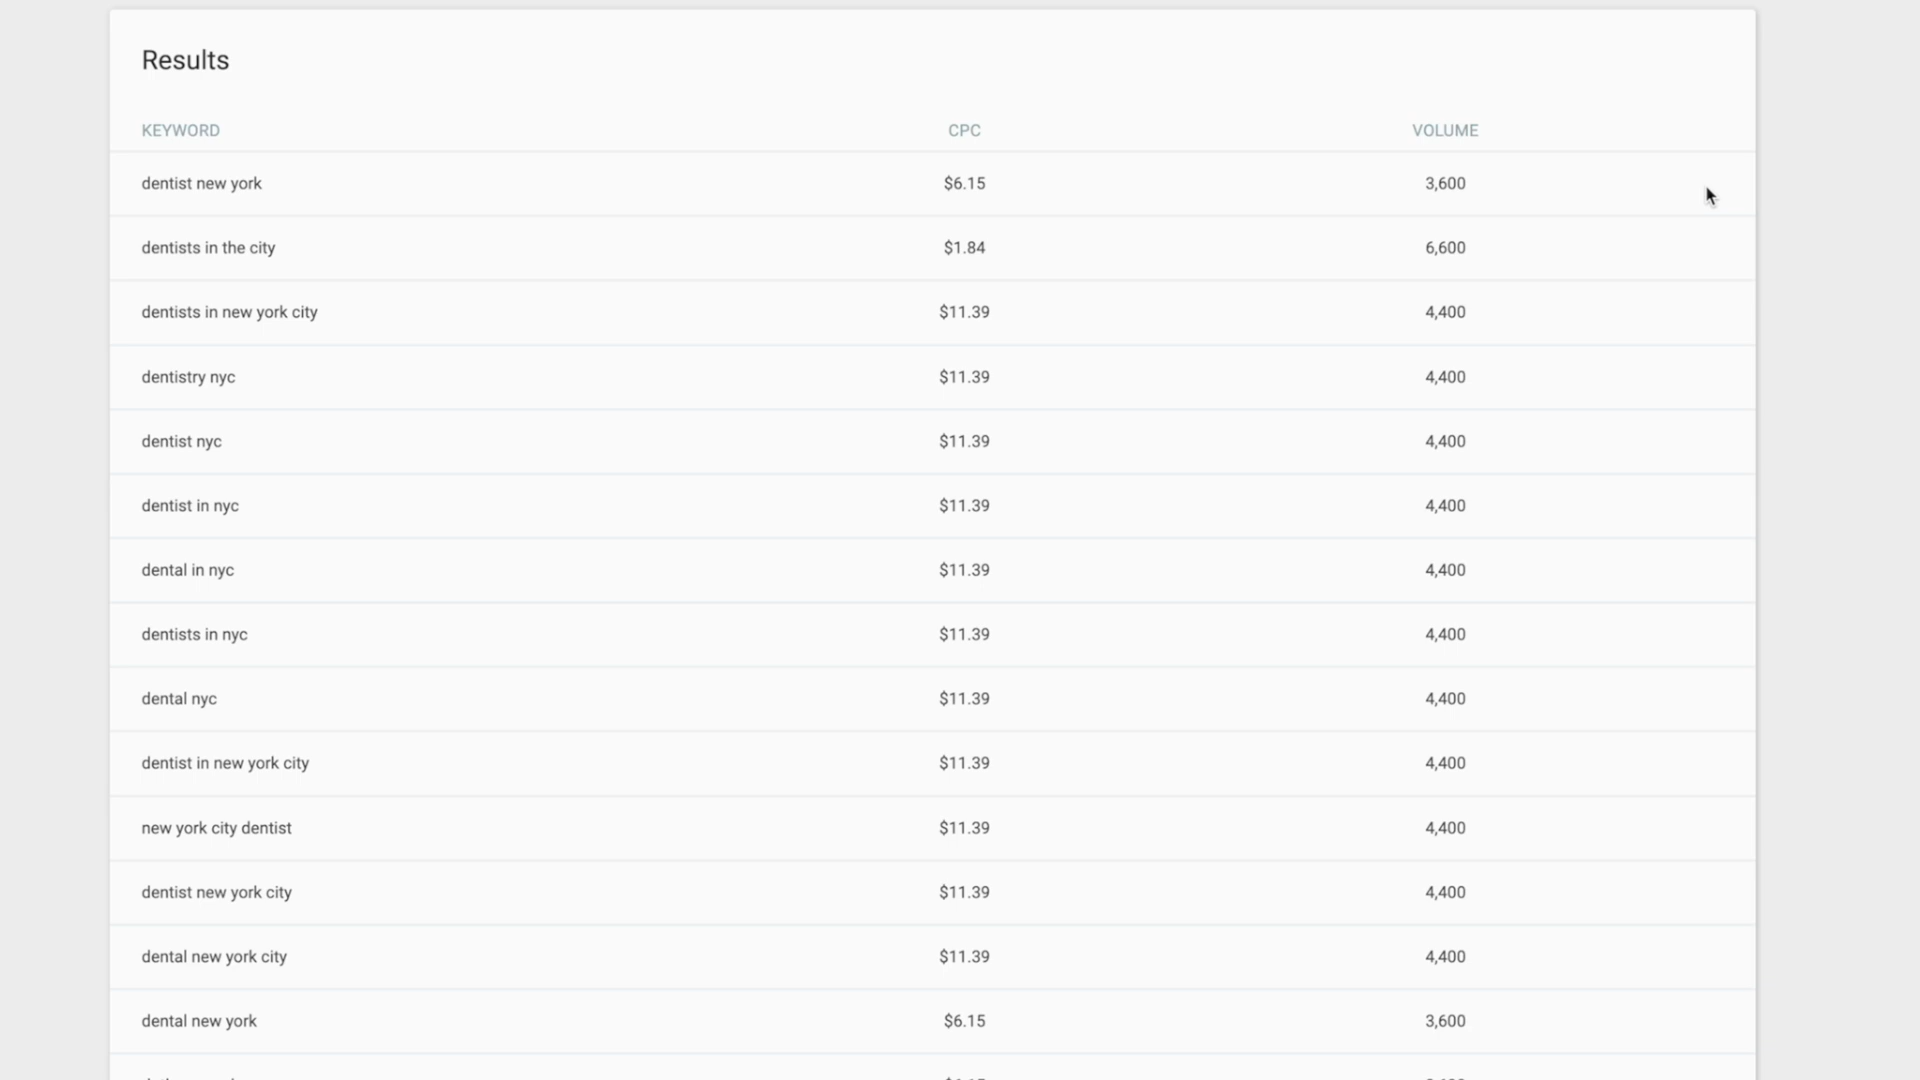 Results
KEYWORD CPC VOLUME
dentist new york $6.15 3,600
dentists in the city $1.84 6,600
dentists in new york city $11.39 4,400
dentistry nyc $11.39 4,400
dentist nyc $11.39 4,400
dentist in nyc $11.39 4,400
dental in nyc $11.39 4,400
dentists in nyc $11.39 4,400
dental nyc $11.39 4,400
dentist in new york city $11.39 4,400
new york city dentist $11.39 4,400
dentist new york city $11.39 4,400
dental new york city $11.39 4,400
dental new york $6.15 3,600